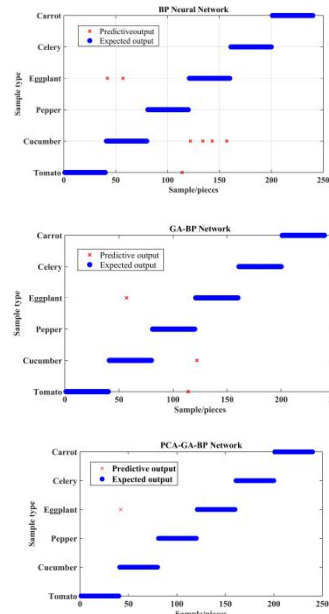 BP Neural Network
Carrot
× Predictiveoutput
Expected output
Celery
Eggplant
Pepper
Cucumber
Tomato
0 50 100 150 200 250
Sample/pieces
Sample type
GA-BP Network
Carrot
× Predictive output
Expected output
Celery
Eggplant
Pepper
Cucumber
Tomato
0 50 100 150 200
Sample/pieces
Sample type
PCA-GA-BP Network
Carrot
× Predictive output
Expected output
Celery
Eggplant
Pepper
Cucumber
Tomato
0 50 100 150 200 250
Sample/pieces
Sample type